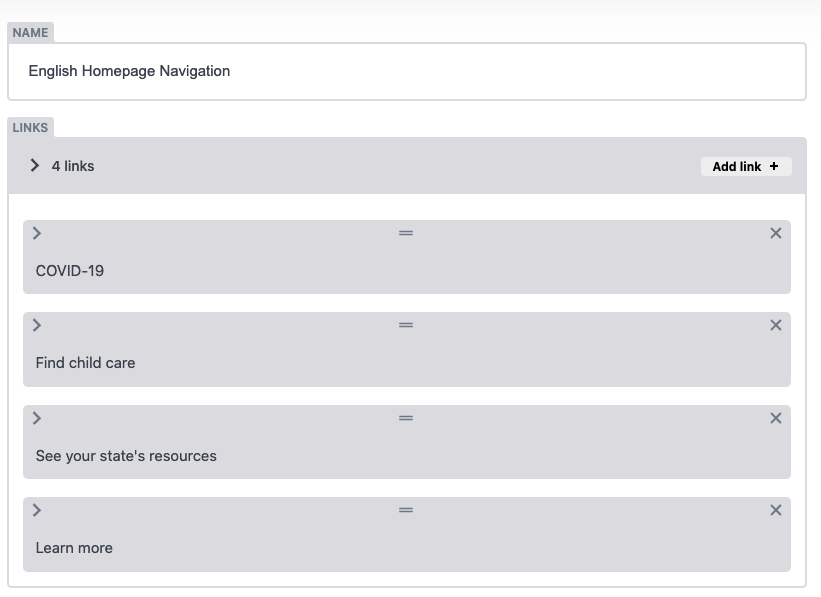 NAME
English Homepage Navigation
LINKS
4 links
Add link +
COVID-19
Find child care
See your state's resources
Learn more